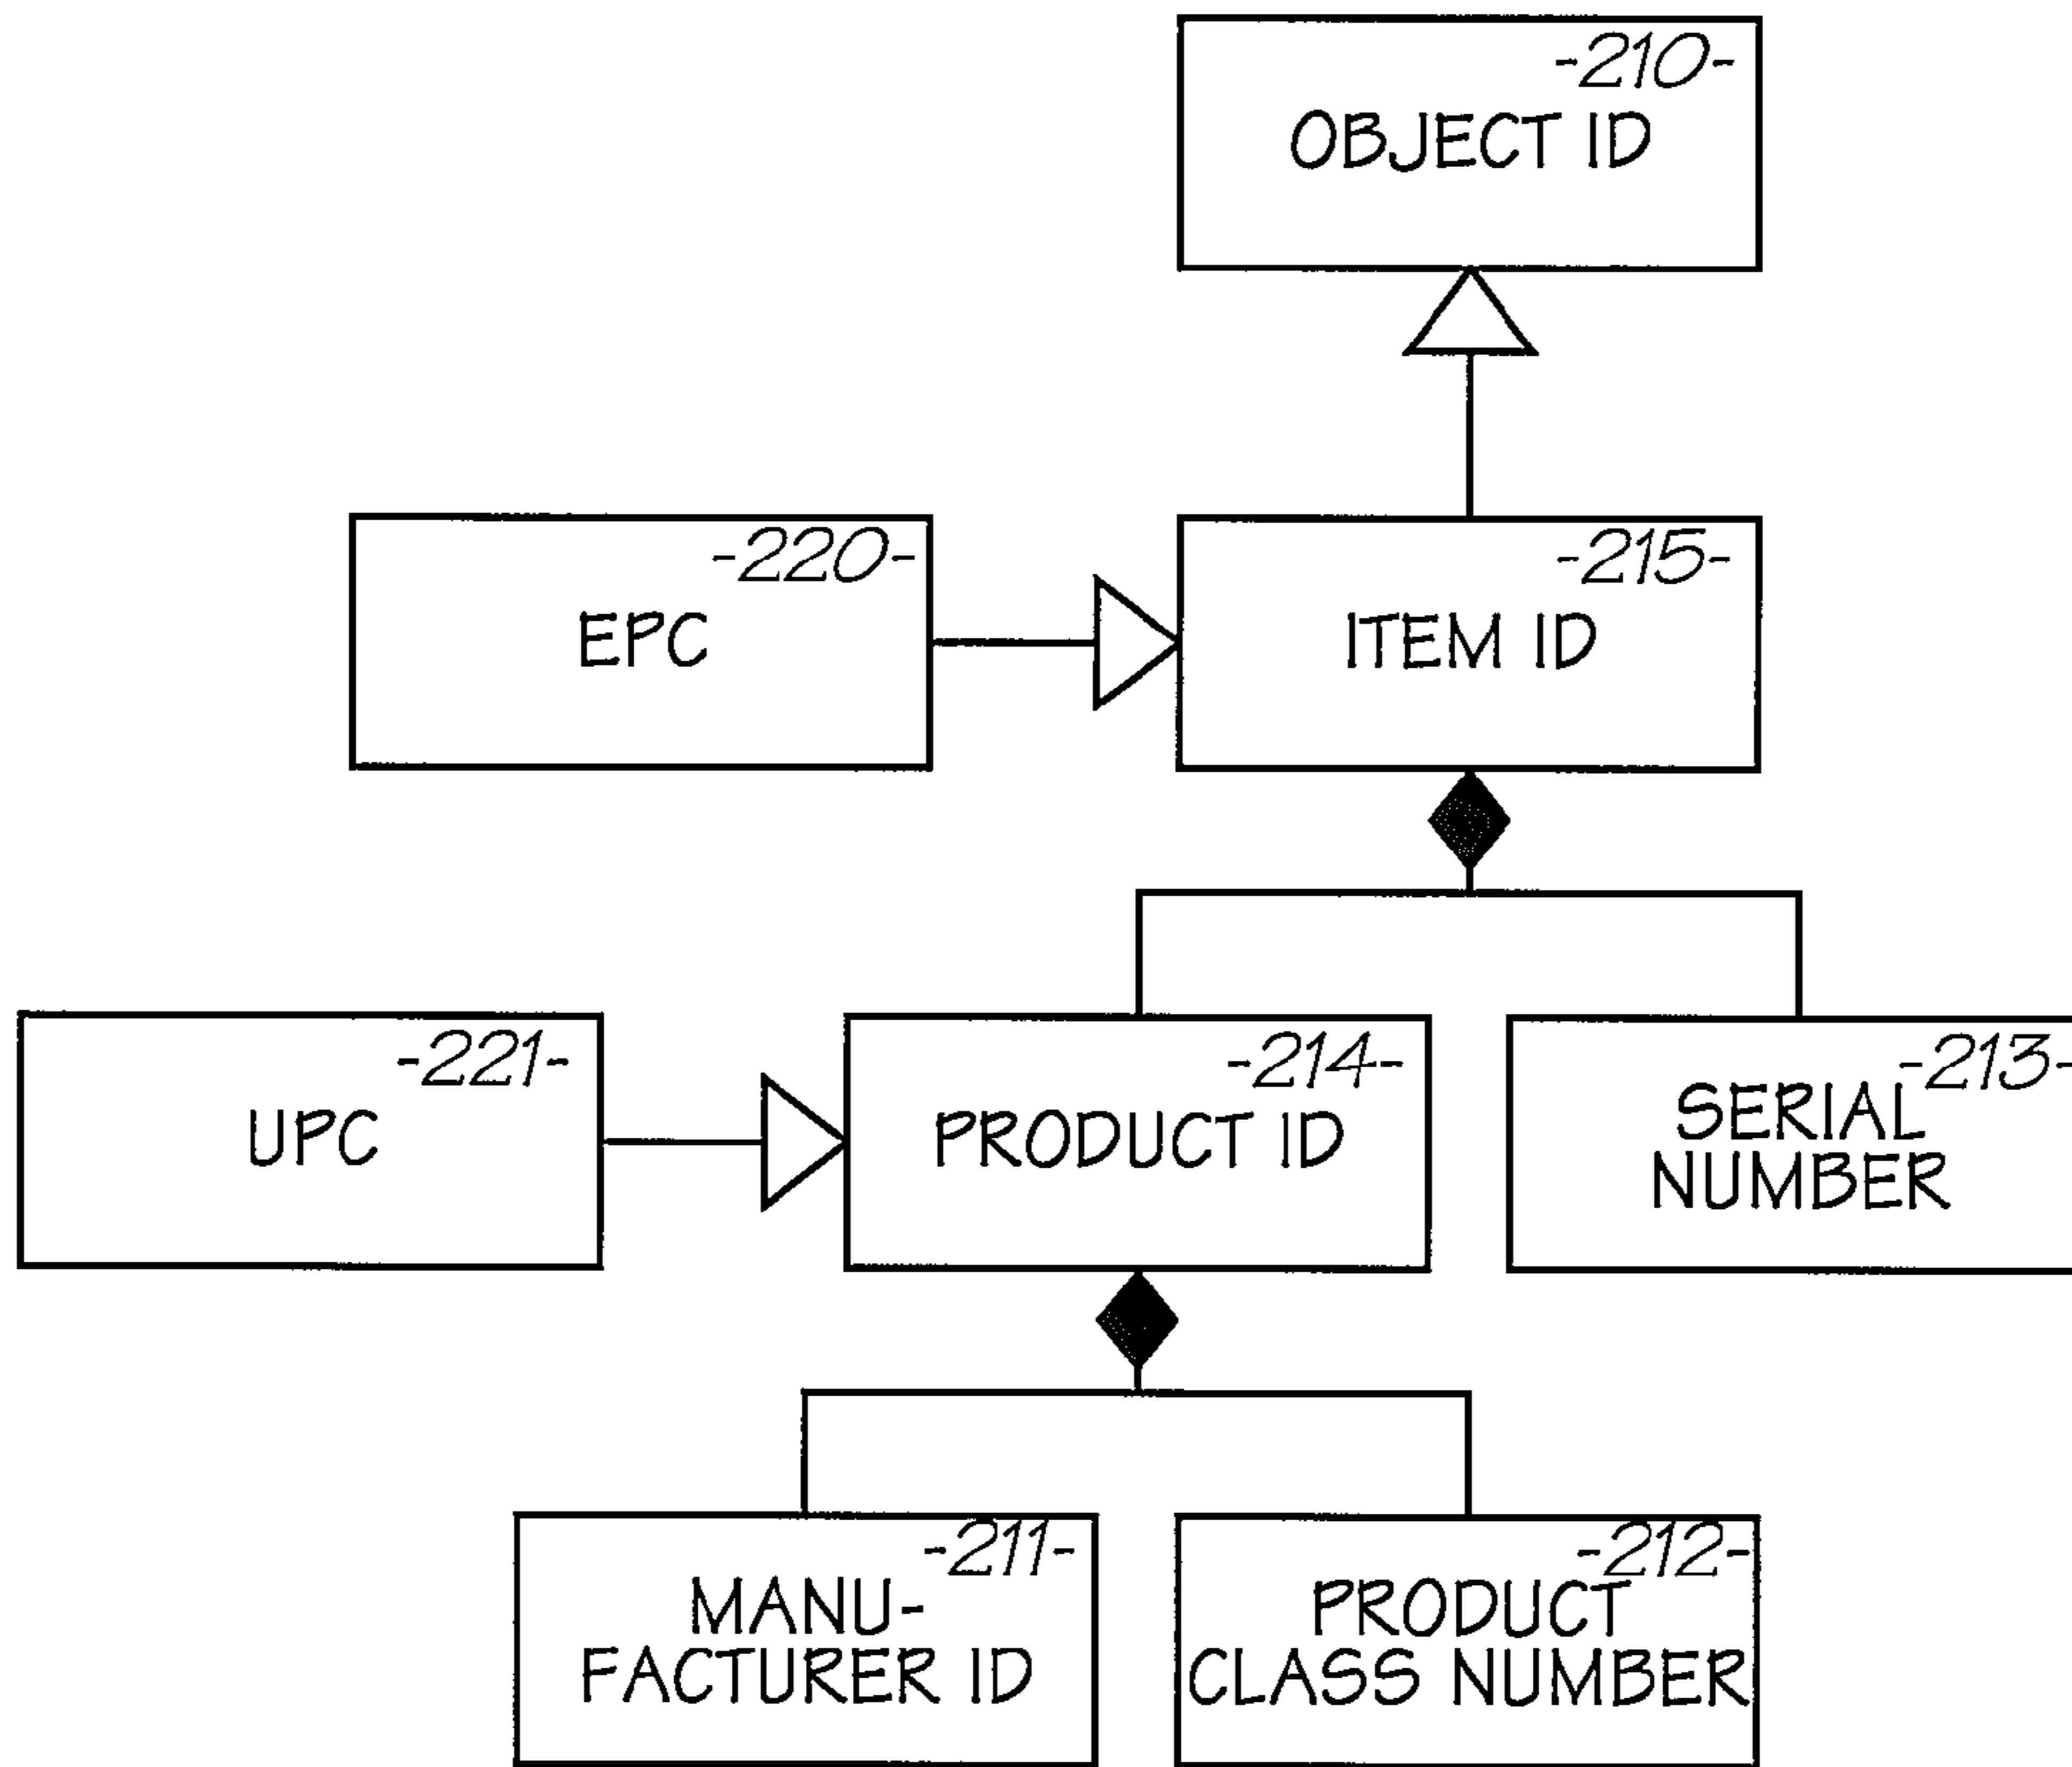 -210-
OBJECT ID
-220-
EPC
-215-
ITEM ID
-221-
UPC
-214-
PRODUCT ID
-213-
SERIAL
NUMBER
-211-
MANU-
FACTURER ID
-212-
PRODUCT
CLASS NUMBER